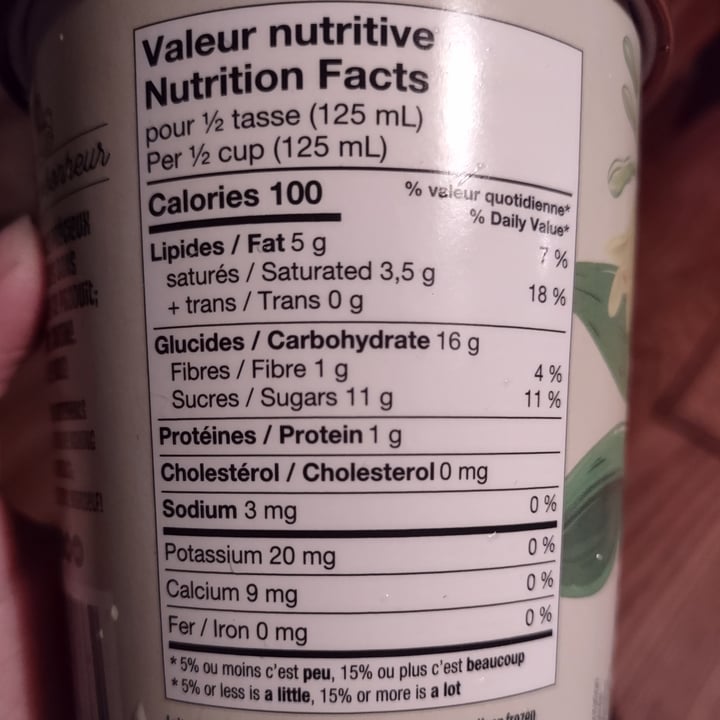 Valeur nutritive
Nutrition Facts
pour ½ tasse (125 mL)
Per ½ cup (125 mL)
Calories 100
% valeur quotidienne*
% Daily Value*
Lipides / Fat 5 g 7 %
saturés / Saturated 3,5 g
+ trans / Trans 0 g 18 %
Glucides / Carbohydrate 16 g
Fibres / Fibre 1 g 4 %
Sucres / Sugars 11 g 11 %
Protéines / Protein 1 g
Cholestérol / Cholesterol 0 mg
Sodium 3 mg 0 %
Potassium 20 mg 0 %
Calcium 9 mg 0 %
Fer / Iron 0 mg 0 %
* 5% ou moins c'est peu, 15% ou plus c'est beaucoup
* 5% or less is a little, 15% or more is a lot
frozen